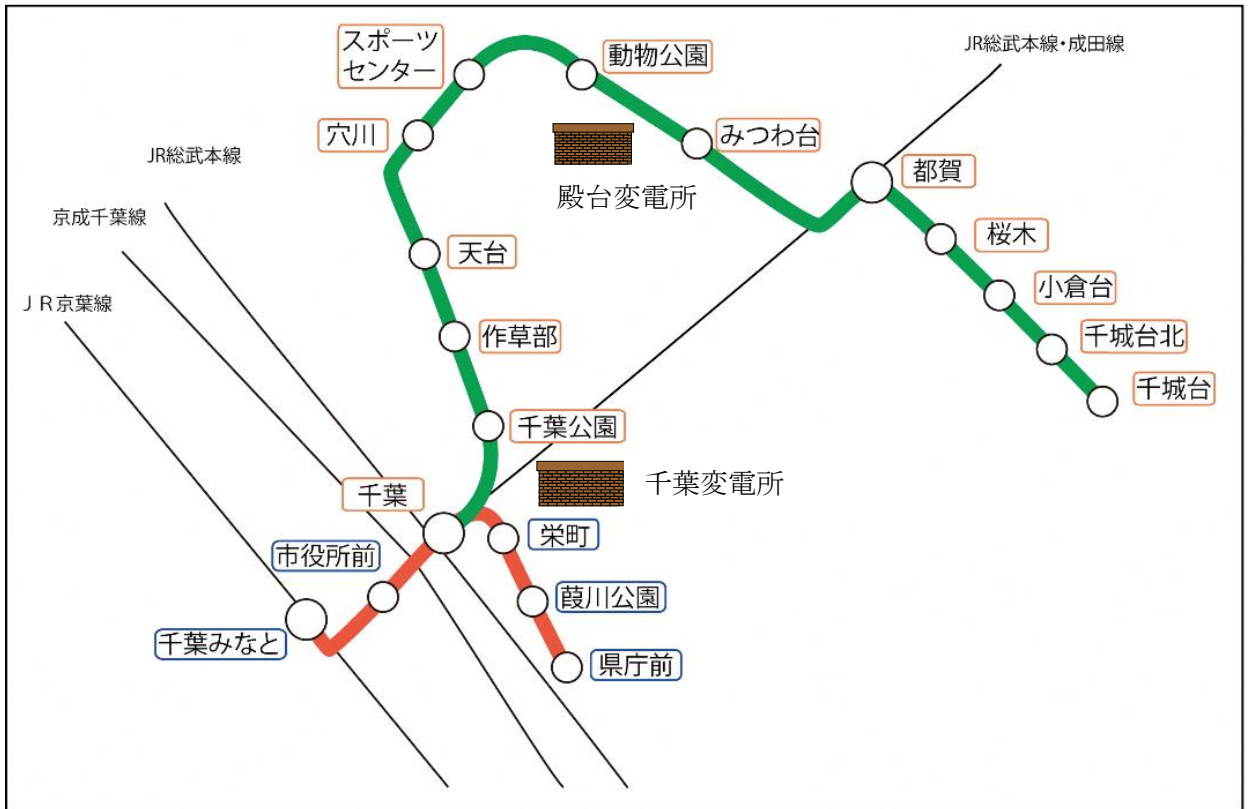 スポーツ
センター
動物公園
JR総武本線・成田線
穴川
みつわ台
JR総武本線
都賀
殿台変電所
京成千葉線
桜木
天台
小倉台
JR京葉線
作草部
千城台北
千城台
千葉公園
千葉
千葉変電所
栄町
市役所前
葭川公園
千葉みなと
県庁前